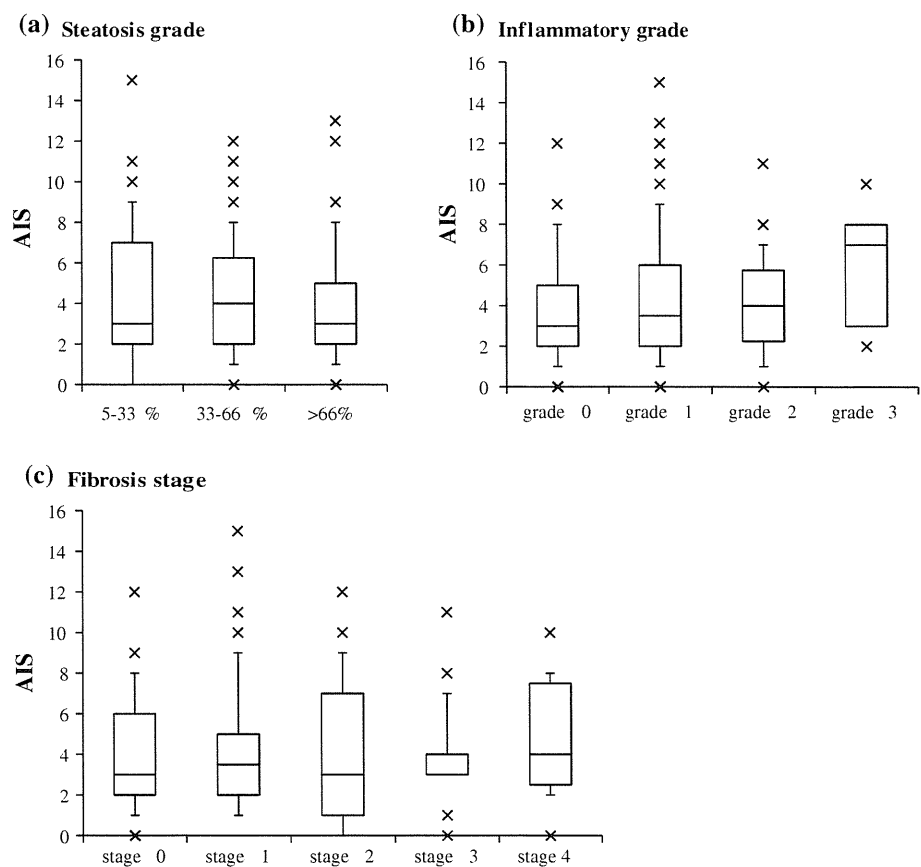 (a) Steatosis grade
16
14
12
10
8
6
4
2
0
AIS
5-33 %
33-66 %
>66%
(b) Inflammatory grade
16
14
12
10
8
6
4
2
0
AIS
grade 0
grade 1
grade 2
grade 3
(c) Fibrosis stage
16
14
12
10
8
6
4
2
0
AIS
stage 0
stage 1
stage 2
stage 3
stage 4